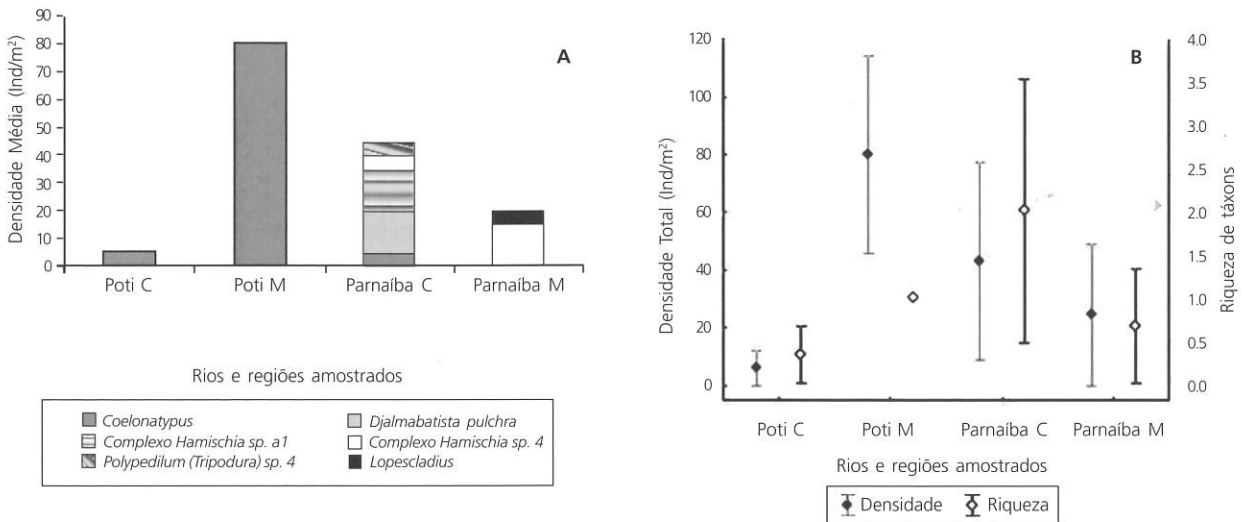 90
80
70
60
50
40
30
20
10
0
Densidade Média (Ind/m²)
A
Poti C Poti M Parnaíba C Parnaíba M
Rios e regiões amostrados
Coelonatypus
Djalmabatista pulchra
Complexo Hamischia sp. a1
Complexo Hamischia sp. 4
Polypedilum (Tripodura) sp. 4
Lopescladius
120
100
80
60
40
20
0
Densidade Total (Ind/m²)
B
4.0
3.5
3.0
2.5
2.0
1.5
1.0
0.5
0.0
Riqueza de táxons
Poti C Poti M Parnaíba C Parnaíba M
Rios e regiões amostrados
Densidade Riqueza